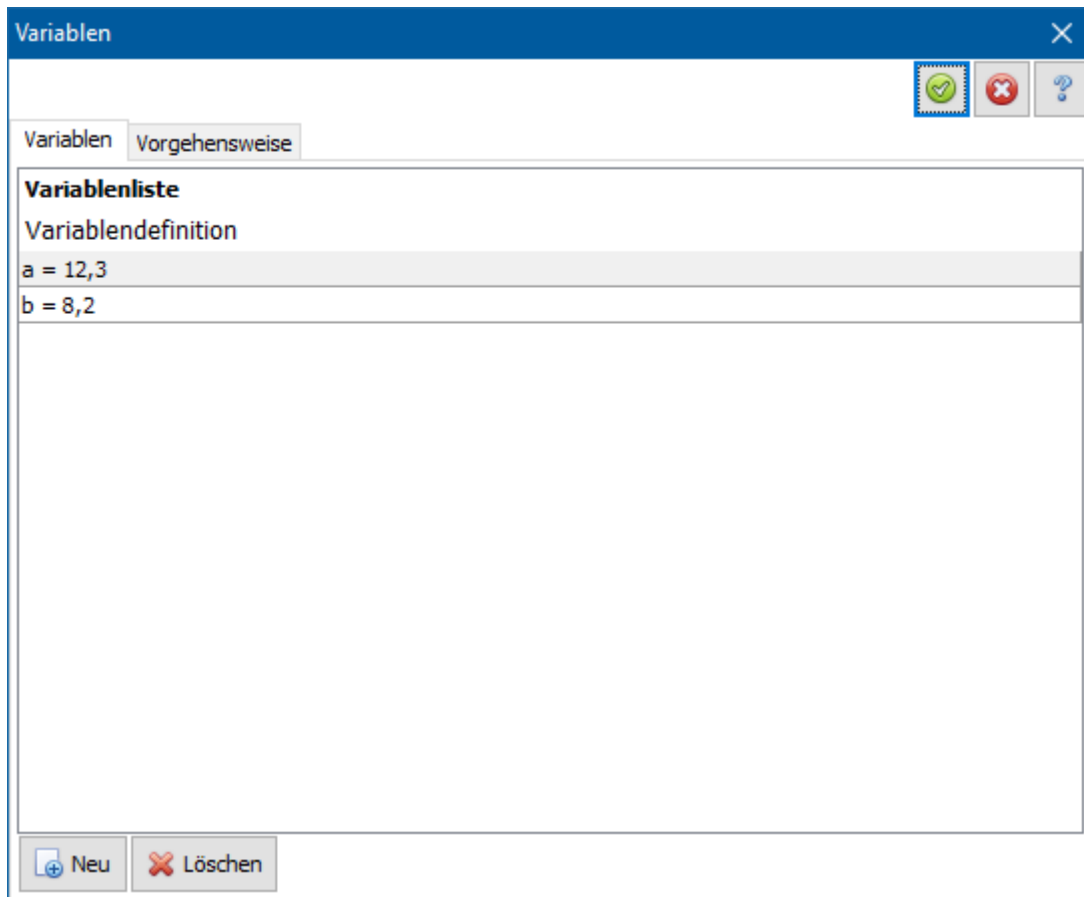 Variablen
Variablen Vorgehensweise
Variablenliste
Variablendefinition
a = 12,3
b = 8,2
Neu Löschen